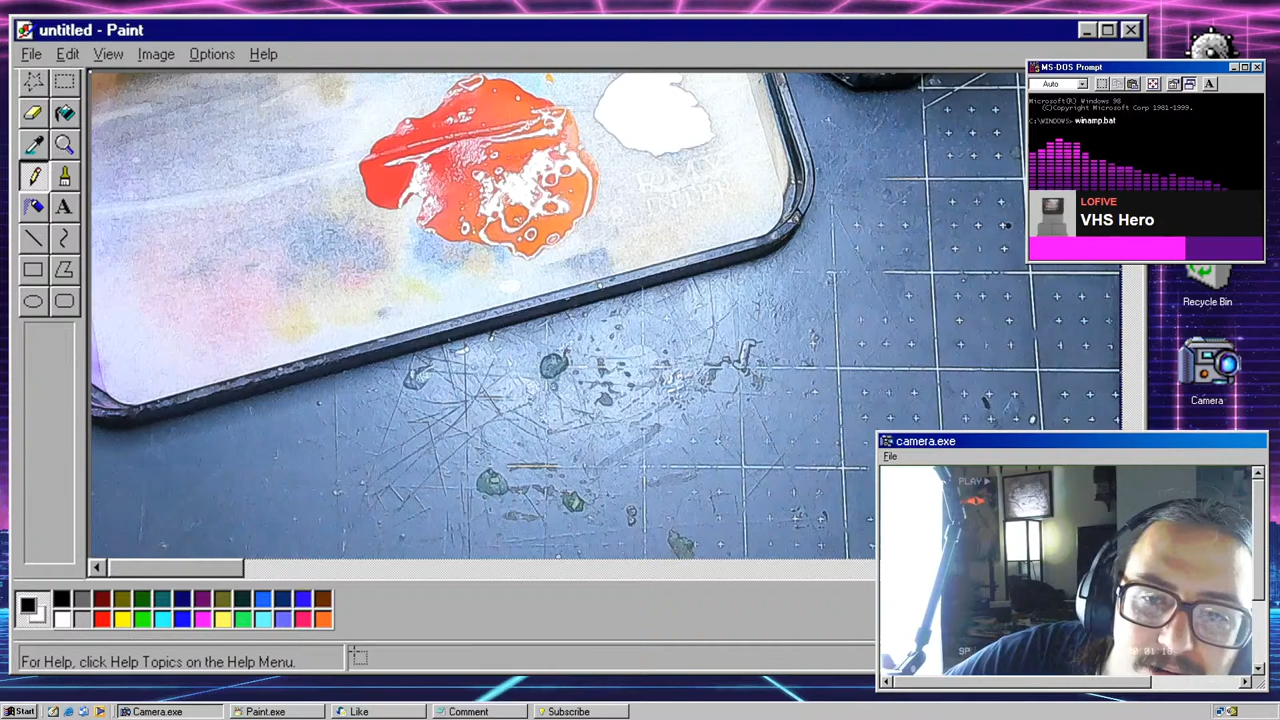 untitled - Paint
File Edit View Image Options Help
MS-DOS Prompt
Auto
A
Microsoft(R) Windows 98
(C)Copyright Microsoft Corp 1981-1999.
C:\WINDOWS> winamp.bat
LOFIVE
VHS Hero
A
Recycle Bin
Camera
camera.exe
File
PLAY
SP
For Help, click Help Topics on the Help Menu.
Start Camera.exe Paint.exe Like Comment Subscribe